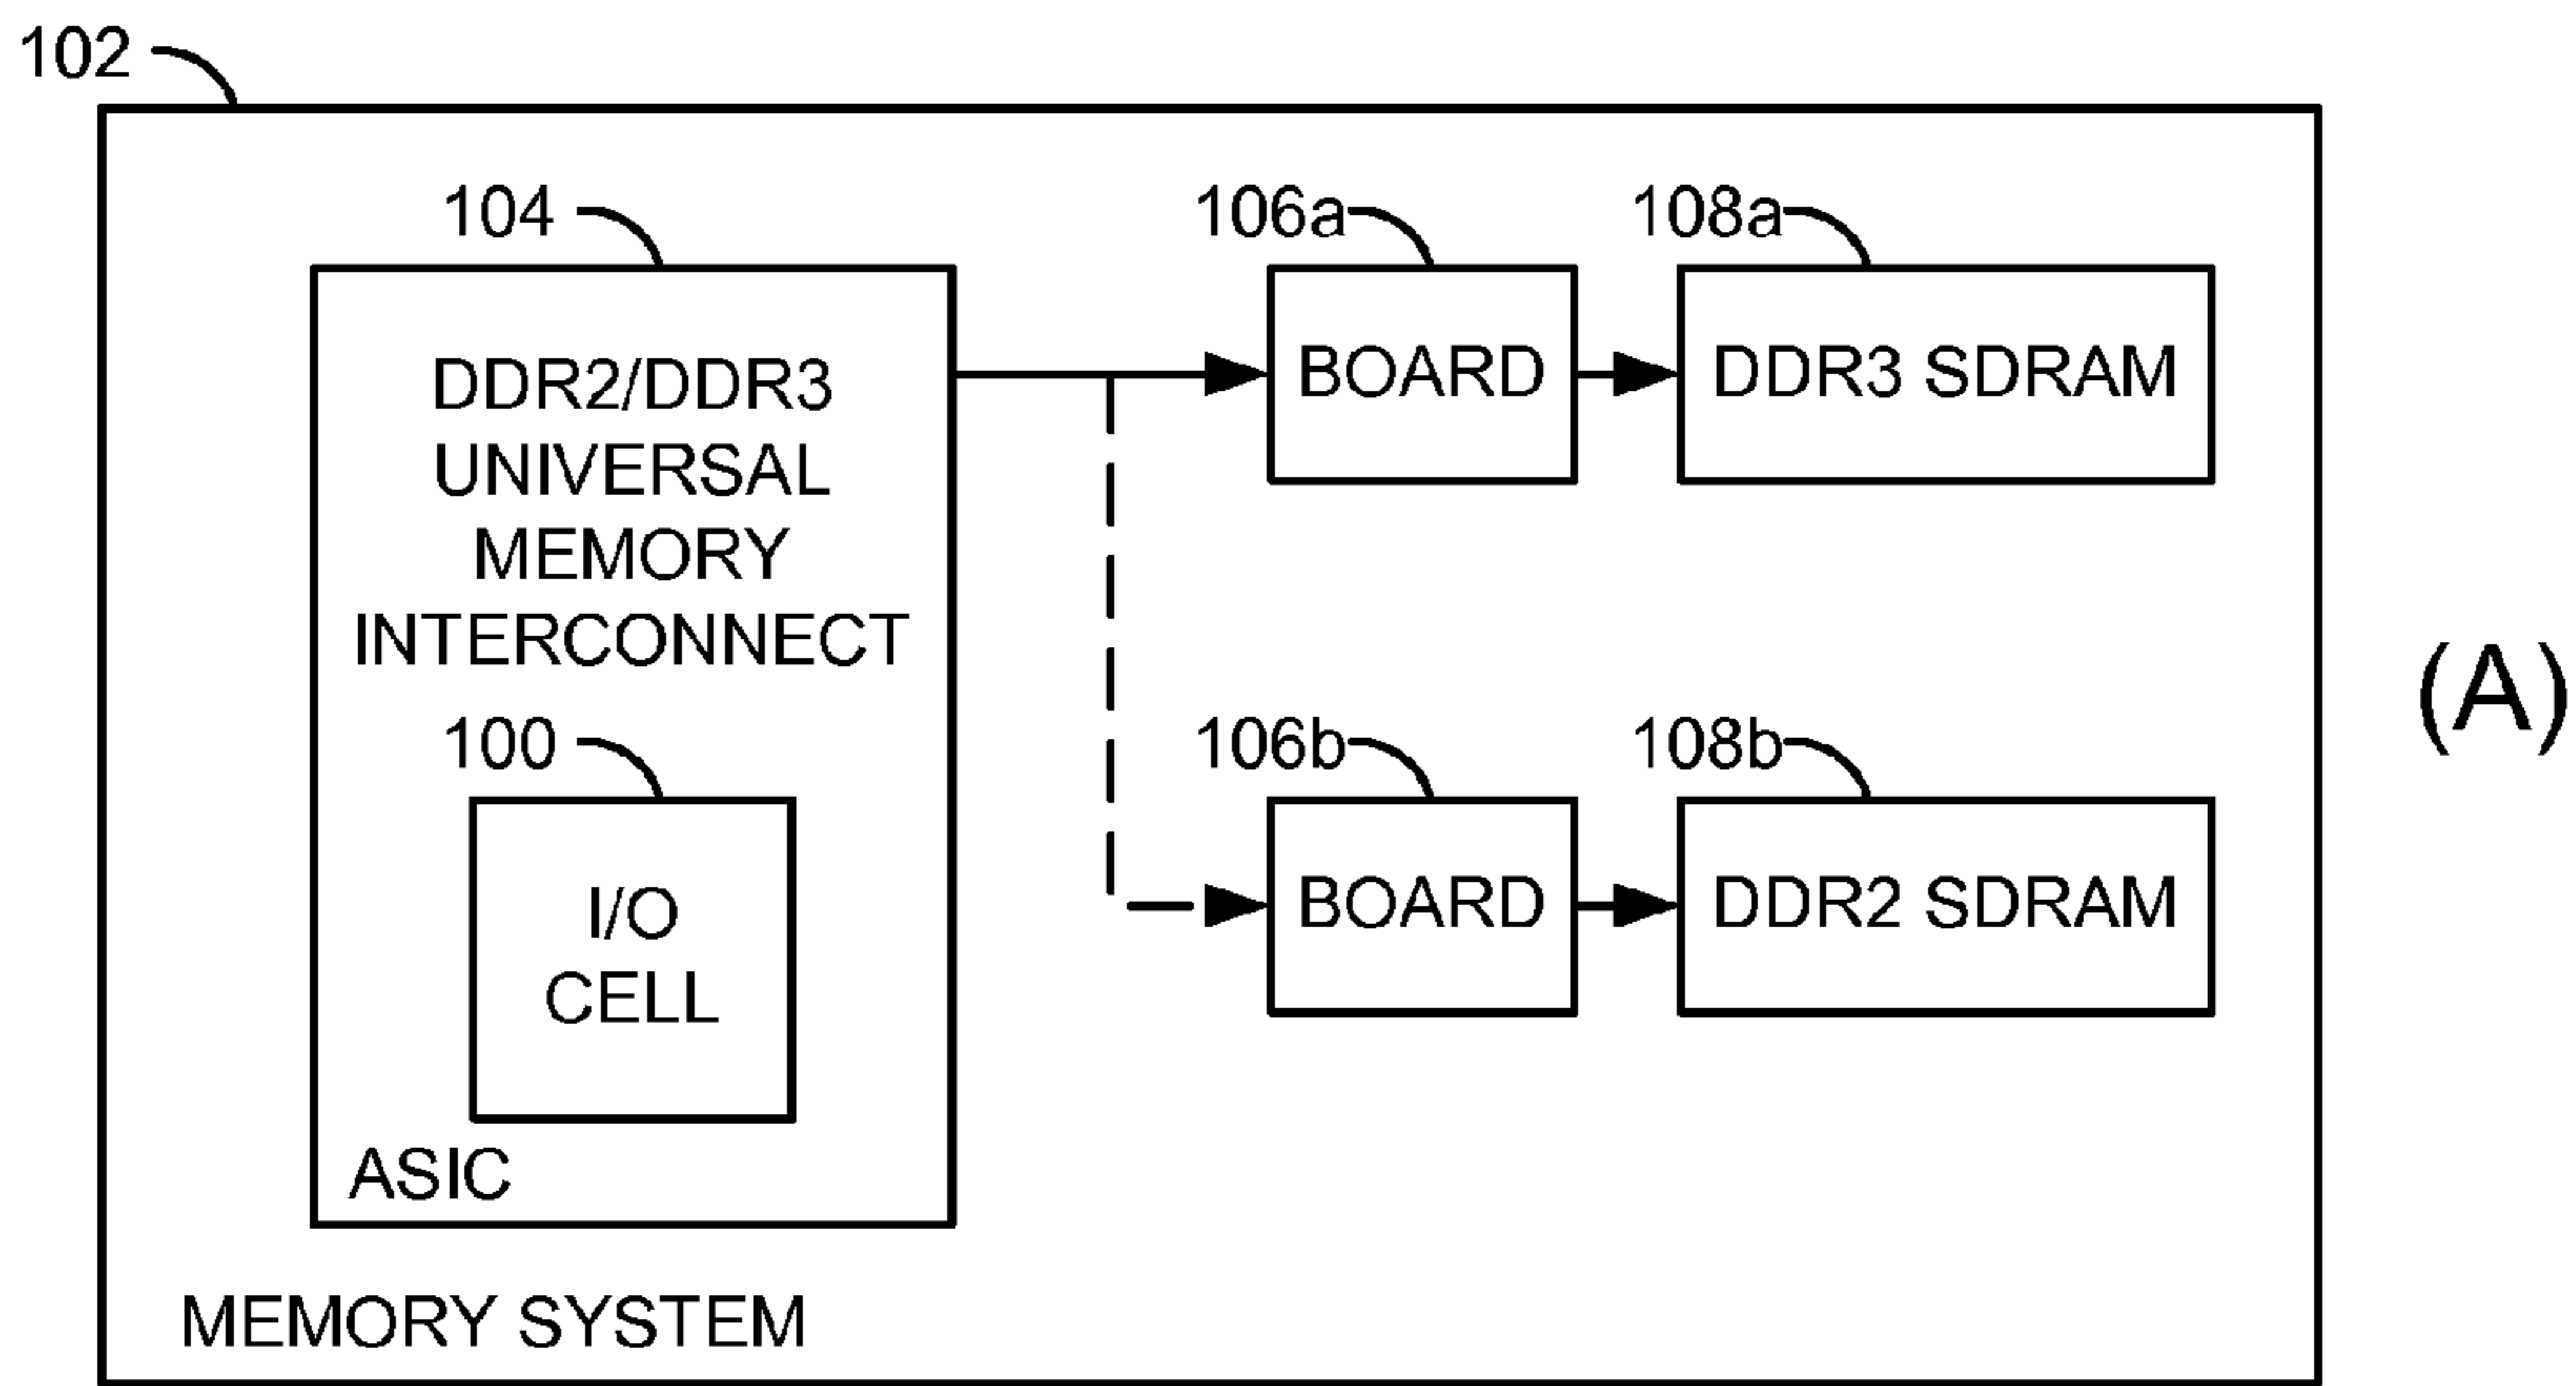 102
104
106a
108a
DDR2/DDR3
UNIVERSAL
MEMORY
INTERCONNECT
BOARD
DDR3 SDRAM
(A)
100
106b
108b
I/O
CELL
BOARD
DDR2 SDRAM
ASIC
MEMORY SYSTEM